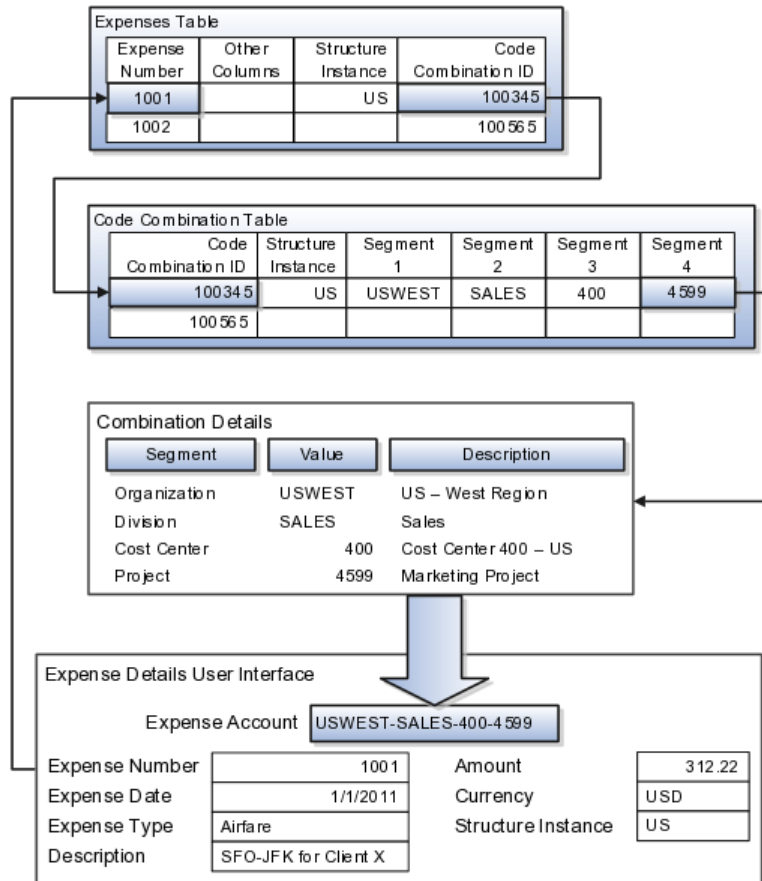 Expenses Table
Expense Number Other Columns Structure Instance Code Combination ID
1001 US 100345
1002 100565
Code Combination Table
Code Combination ID Structure Instance Segment 1 Segment 2 Segment 3 Segment 4
100345 US USWEST SALES 400 4599
100565
Combination Details
Segment Value Description
Organization USWEST US – West Region
Division SALES Sales
Cost Center 400 Cost Center 400 – US
Project 4599 Marketing Project
Expense Details User Interface
Expense Account USWEST-SALES-400-4599
Expense Number 1001 Amount 312.22
Expense Date 1/1/2011 Currency USD
Expense Type Airfare Structure Instance US
Description SFO-JFK for Client X